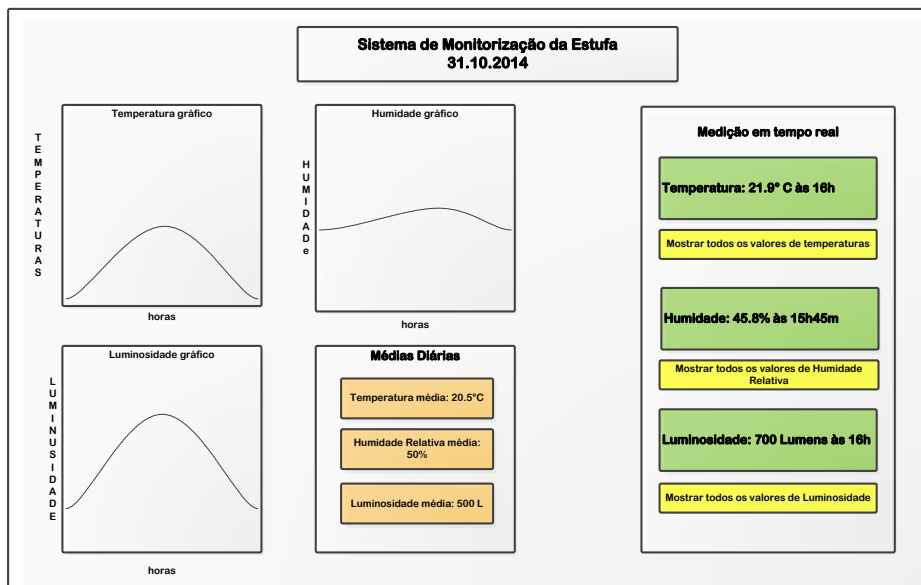 Sistema de Monitorização da Estufa
31.10.2014
Temperatura gráfico
TEMPERATURAS
horas
Humidade gráfico
HUMIDADe
horas
Medição em tempo real
Temperatura: 21.9° C às 16h
Mostrar todos os valores de temperaturas
Humidade: 45.8% às 15h45m
Mostrar todos os valores de Humidade
Relativa
Luminosidade: 700 Lumens às 16h
Mostrar todos os valores de Luminosidade
Luminosidade gráfico
LUMINUSIDADE
horas
Médias Diárias
Temperatura média: 20.5°C
Humidade Relativa média:
50%
Luminosidade média: 500 L